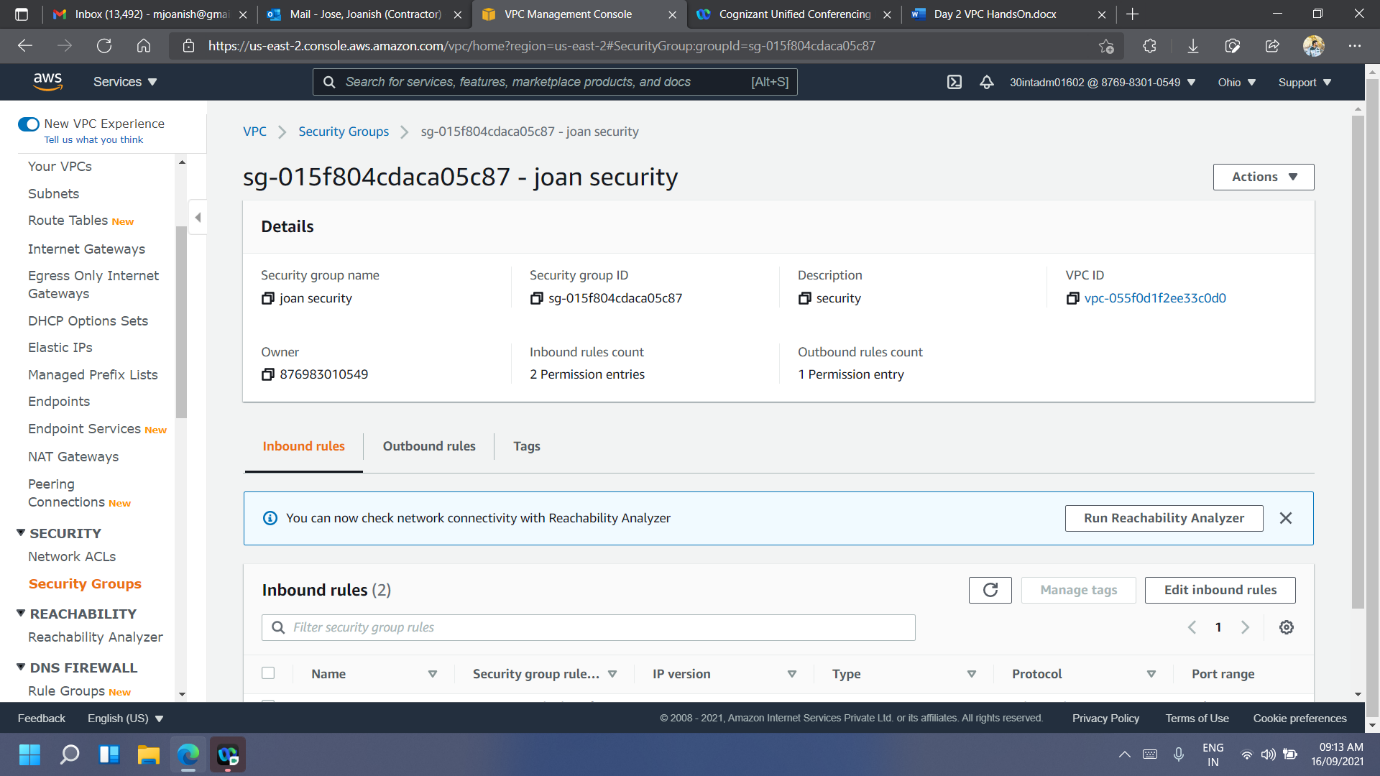 Inbox (13,492) - mjoanish@gmai
Mail - Jose, Joanish (Contractor)
VPC Management Console
Cognizant Unified Conferencing
Day 2 VPC HandsOn.docx
https://us-east-2.console.aws.amazon.com/vpc/home?region=us-east-2#SecurityGroup:groupId=sg-015f804cdaca05c87
aws
Services
Search for services, features, marketplace products, and docs
[Alt+S]
30intadm01602 @ 8769-8301-0549
Ohio
Support
New VPC Experience
Tell us what you think
Your VPCs
Subnets
Route Tables New
Internet Gateways
Egress Only Internet
Gateways
DHCP Options Sets
Elastic IPs
Managed Prefix Lists
Endpoints
Endpoint Services New
NAT Gateways
Peering
Connections New
SECURITY
Network ACLs
Security Groups
REACHABILITY
Reachability Analyzer
DNS FIREWALL
Rule Groups New
VPC > Security Groups > sg-015f804cdaca05c87 - joan security
sg-015f804cdaca05c87 - joan security
Actions
Details
Security group name
joan security
Security group ID
sg-015f804cdaca05c87
Description
security
VPC ID
vpc-055f0d1f2ee33c0d0
Owner
876983010549
Inbound rules count
2 Permission entries
Outbound rules count
1 Permission entry
Inbound rules
Outbound rules
Tags
You can now check network connectivity with Reachability Analyzer
Run Reachability Analyzer
Inbound rules (2)
Manage tags
Edit inbound rules
Filter security group rules
1
Name
Security group rule...
IP version
Type
Protocol
Port range
Feedback
English (US)
© 2008 - 2021, Amazon Internet Services Private Ltd. or its affiliates. All rights reserved.
Privacy Policy
Terms of Use
Cookie preferences
ENG
IN
09:13 AM
16/09/2021